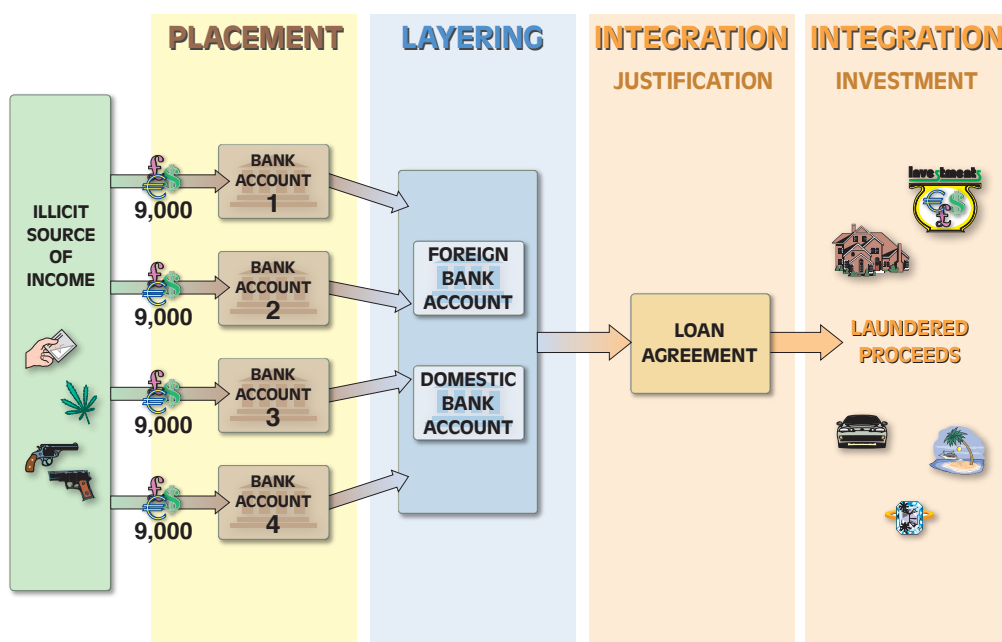 PLACEMENT
LAYERING
INTEGRATION
JUSTIFICATION
INTEGRATION
INVESTMENT
ILLICIT
SOURCE
OF
INCOME
£
€$
9,000
BANK
ACCOUNT
1
£
€$
9,000
BANK
ACCOUNT
2
£
€$
9,000
BANK
ACCOUNT
3
£
€$
9,000
BANK
ACCOUNT
4
FOREIGN
BANK
ACCOUNT
DOMESTIC
BANK
ACCOUNT
LOAN
AGREEMENT
Investments
€$
£
LAUNDERED
PROCEEDS